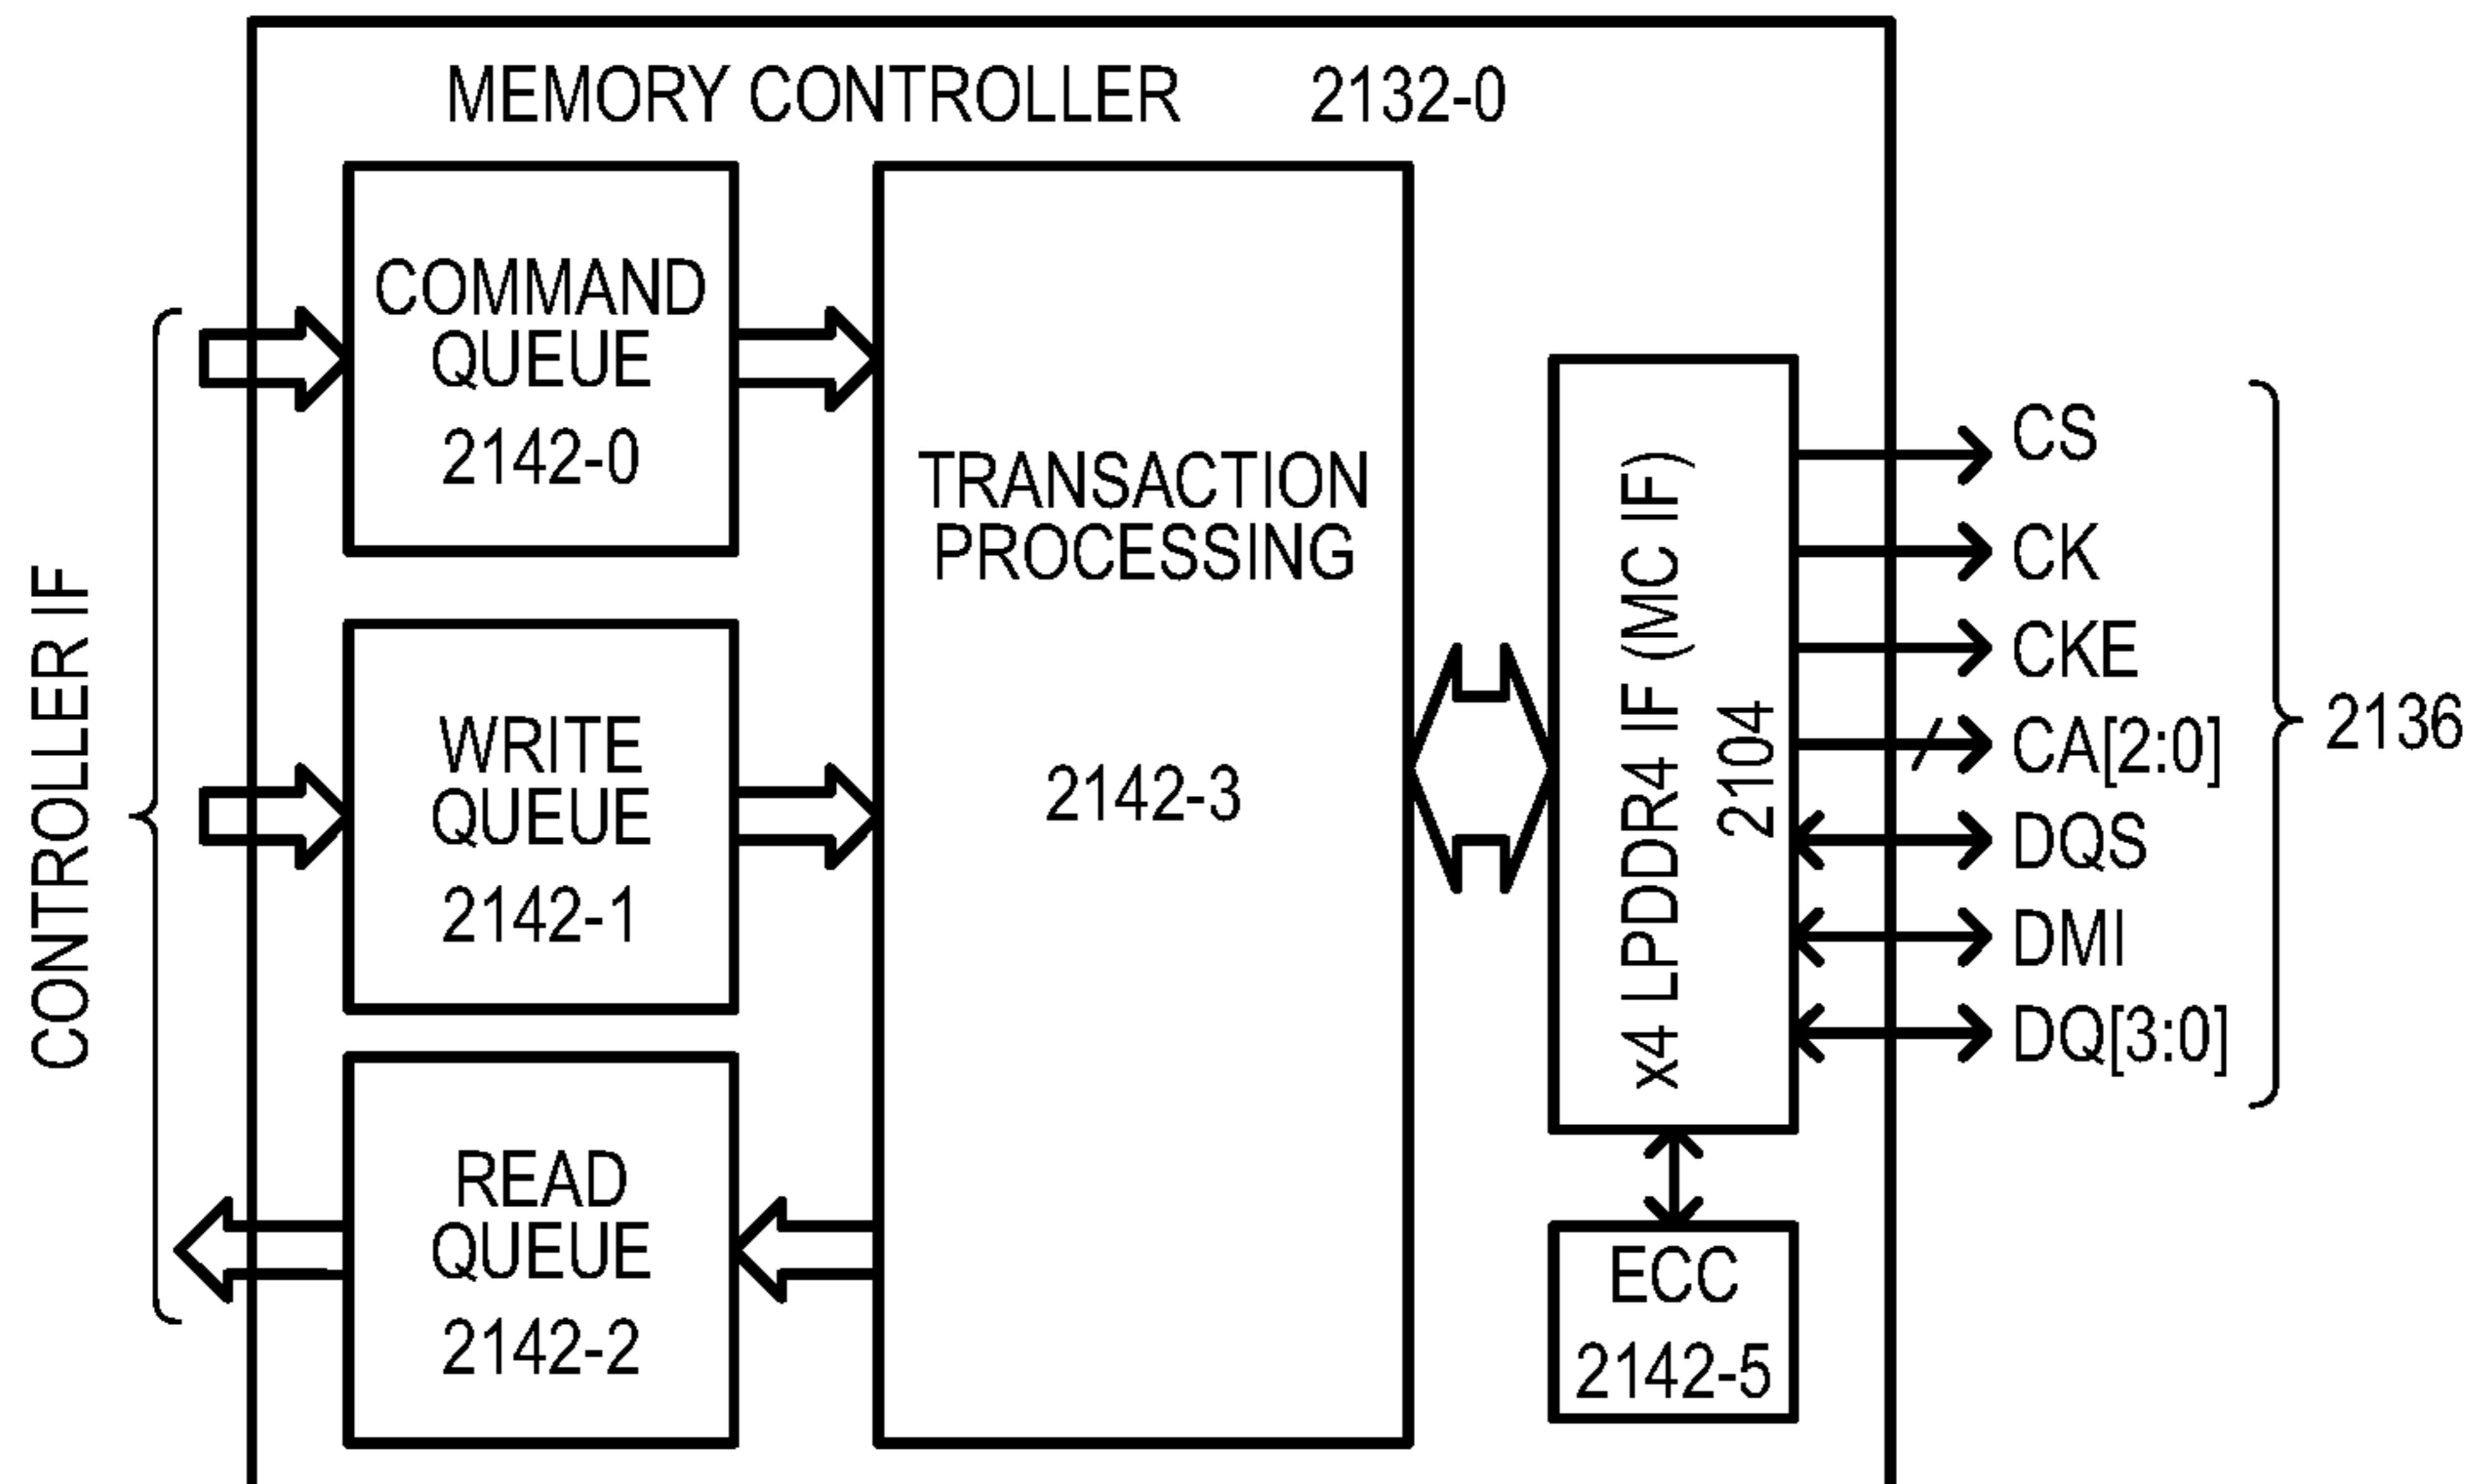 MEMORY CONTROLLER 2132-0
CONTROLLER IF
COMMAND
QUEUE
2142-0
WRITE
QUEUE
2142-1
READ
QUEUE
2142-2
TRANSACTION
PROCESSING
2142-3
x4 LPDDR4 IF (MC IF)
2104
ECC
2142-5
CS
CK
CKE
CA[2:0]
DQS
DMI
DQ[3:0]
2136